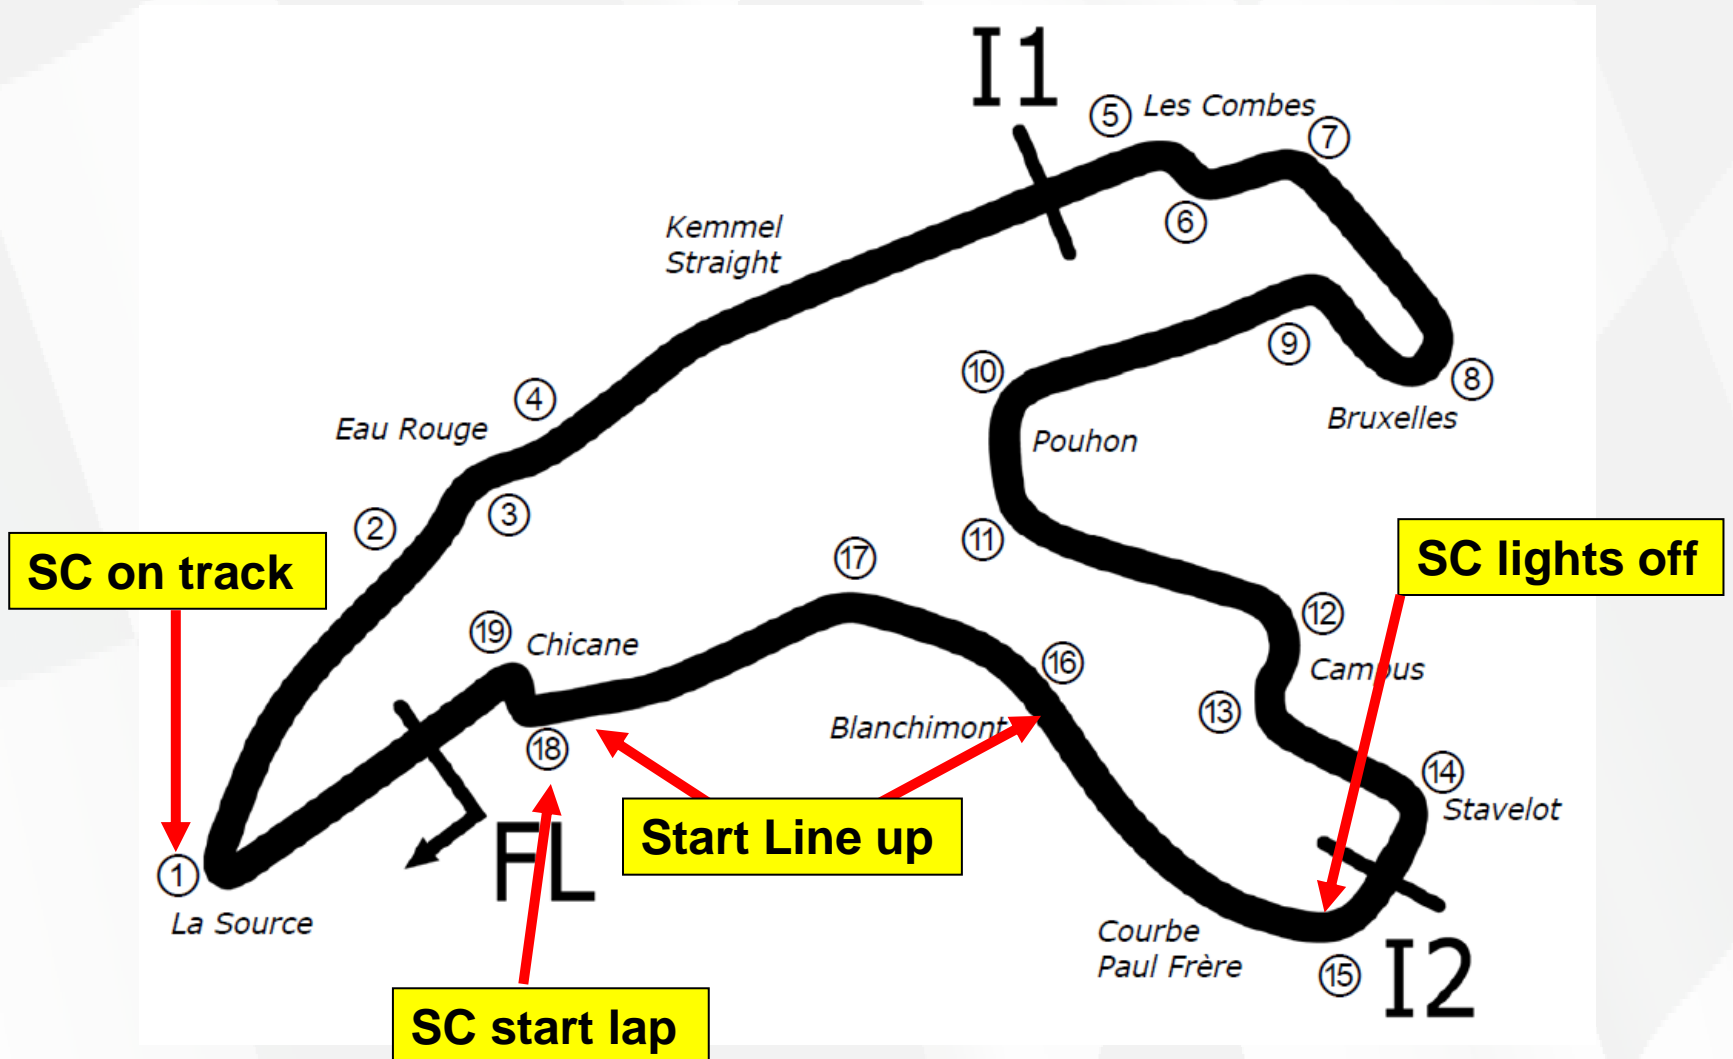 I1
5
Les Combes
7
6
Kemmel
Straight
9
10
8
4
Eau Rouge
Bruxelles
Pouhon
3
2
11
SC on track
17
SC lights off
12
19
Chicane
16
Campus
13
Blanchimont
18
14
Stavelot
Start Line up
FL
1
La Source
Courbe
Paul Frère
15
I2
SC start lap